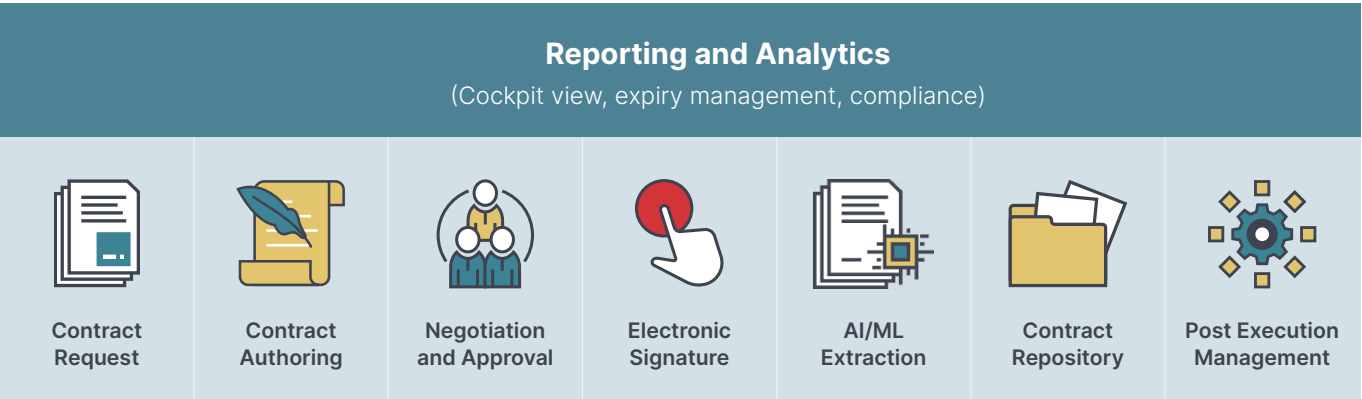 Reporting and Analytics
(Cockpit view, expiry management, compliance)
Contract
Request
Contract
Authoring
Negotiation
and Approval
Electronic
Signature
AI/ML
Extraction
Contract
Repository
Post Execution
Management